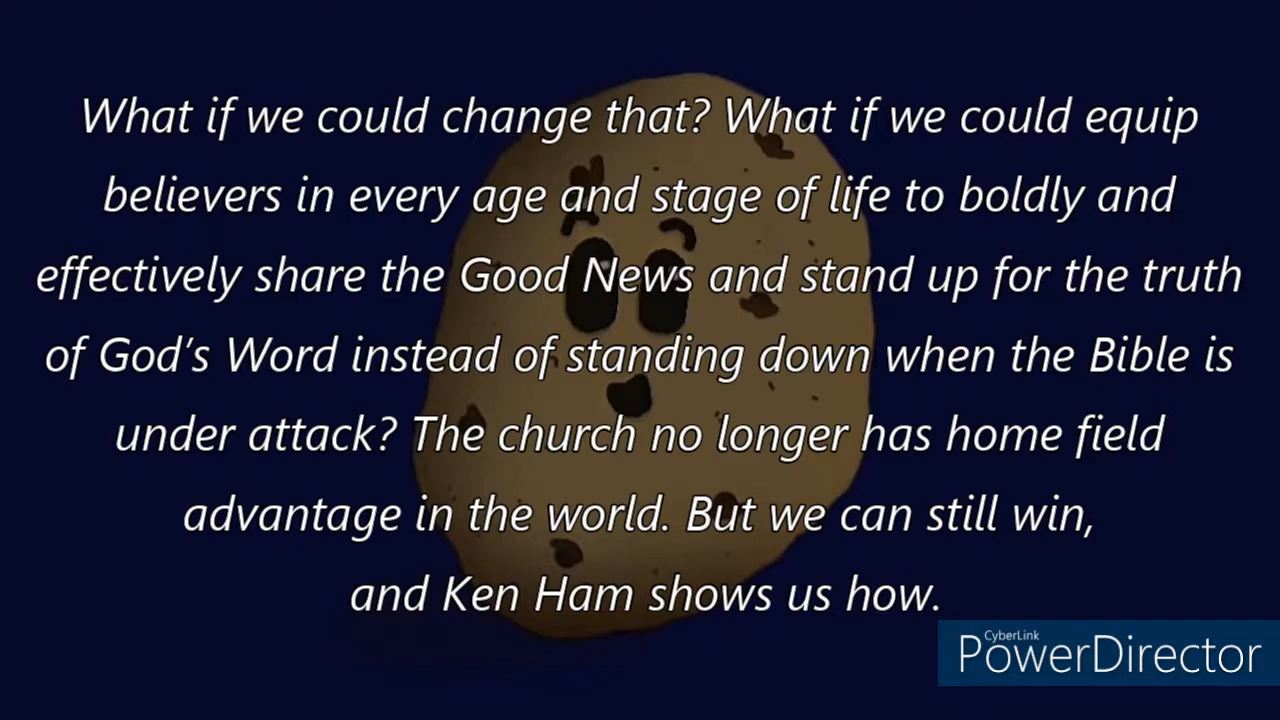 What if we could change that? What if we could equip
believers in every age and stage of life to boldly and
effectively share the Good News and stand up for the truth
of God’s Word instead of standing down when the Bible is
under attack? The church no longer has home field
advantage in the world. But we can still win,
and Ken Ham shows us how.
CyberLink
PowerDirector